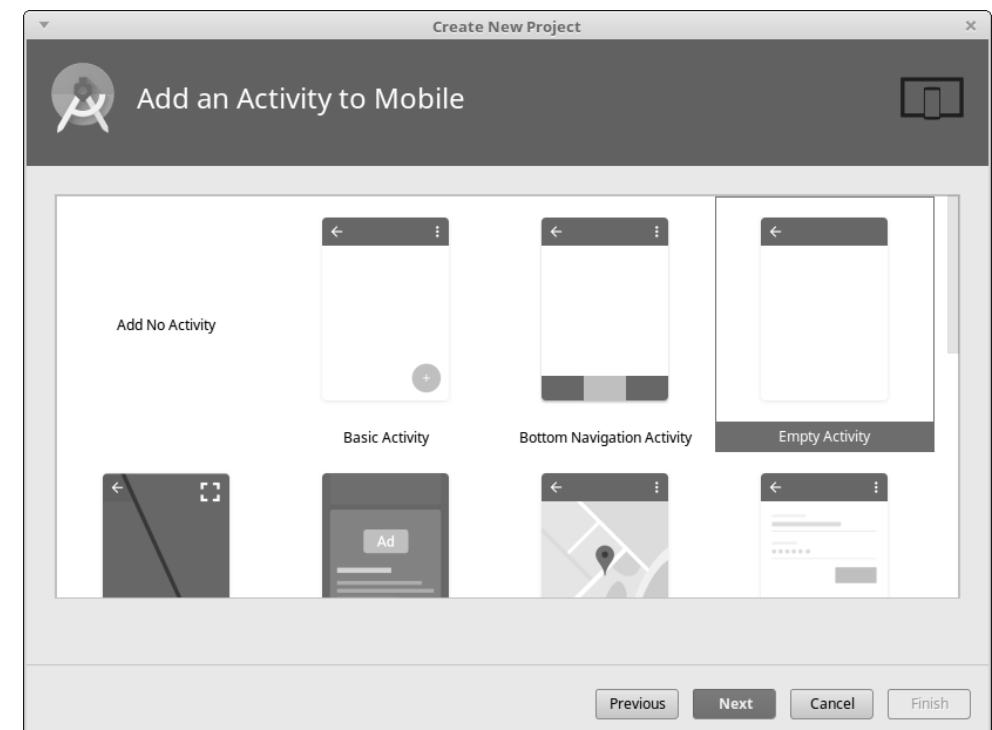 Create New Project
Add an Activity to Mobile
Add No Activity
Basic Activity
Bottom Navigation Activity
Empty Activity
Ad
Previous
Next
Cancel
Finish